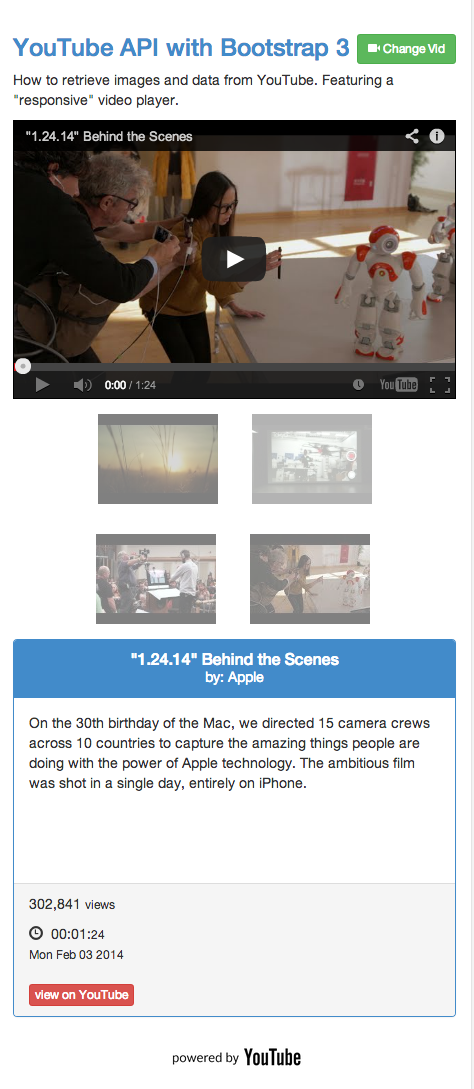 YouTube API with Bootstrap 3
Change Vid
How to retrieve images and data from YouTube. Featuring a
"responsive" video player.
"1.24.14" Behind the Scenes
0:00 / 1:24
YouTube
"1.24.14" Behind the Scenes
by: Apple
On the 30th birthday of the Mac, we directed 15 camera crews
across 10 countries to capture the amazing things people are
doing with the power of Apple technology. The ambitious film
was shot in a single day, entirely on iPhone.
302,841 views
00:01:24
Mon Feb 03 2014
view on YouTube
powered by YouTube